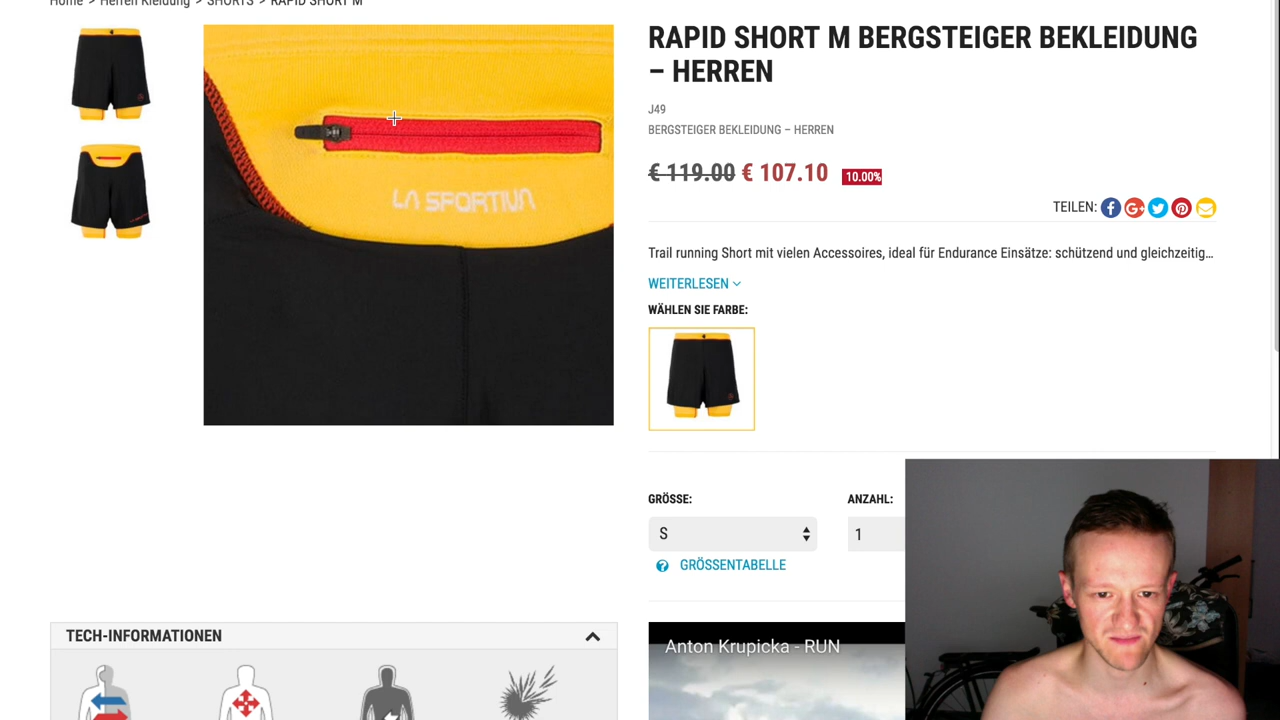 Home > Herren Kleidung > SHORTS > RAPID SHORT M
RAPID SHORT M BERGSTEIGER BEKLEIDUNG
– HERREN
J49
BERGSTEIGER BEKLEIDUNG – HERREN
€ 119.00 € 107.10 10.00%
TEILEN:
LA SPORTIVA
Trail running Short mit vielen Accessoires, ideal für Endurance Einsätze: schützend und gleichzeitig…
WEITERLESEN
WÄHLEN SIE FARBE:
GRÖSSE: ANZAHL:
S 1
GRÖSSENTABELLE
TECH-INFORMATIONEN
Anton Krupicka - RUN